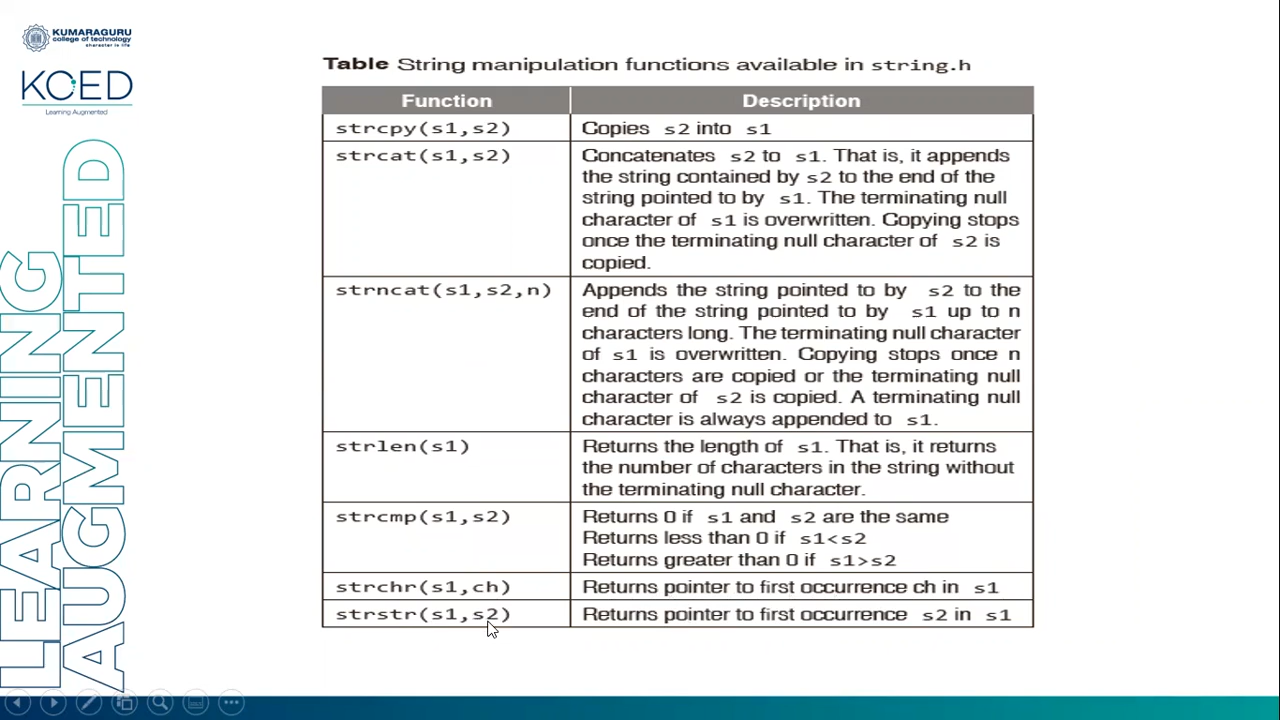 KUMARAGURU
college of technology
character is life
KCED
Learning Augmented
LEARNING
AUGMENTED
Table String manipulation functions available in string.h
Function Description
strcpy(s1,s2) Copies s2 into s1
strcat(s1,s2) Concatenates s2 to s1. That is, it appends
the string contained by s2 to the end of the
string pointed to by s1. The terminating null
character of s1 is overwritten. Copying stops
once the terminating null character of s2 is
copied.
strncat(s1,s2,n) Appends the string pointed to by s2 to the
end of the string pointed to by s1 up to n
characters long. The terminating null character
of s1 is overwritten. Copying stops once n
characters are copied or the terminating null
character of s2 is copied. A terminating null
character is always appended to s1.
strlen(s1) Returns the length of s1. That is, it returns
the number of characters in the string without
the terminating null character.
strcmp(s1,s2) Returns 0 if s1 and s2 are the same
Returns less than 0 if s1<s2
Returns greater than 0 if s1>s2
strchr(s1,ch) Returns pointer to first occurrence ch in s1
strstr(s1,s2) Returns pointer to first occurrence s2 in s1